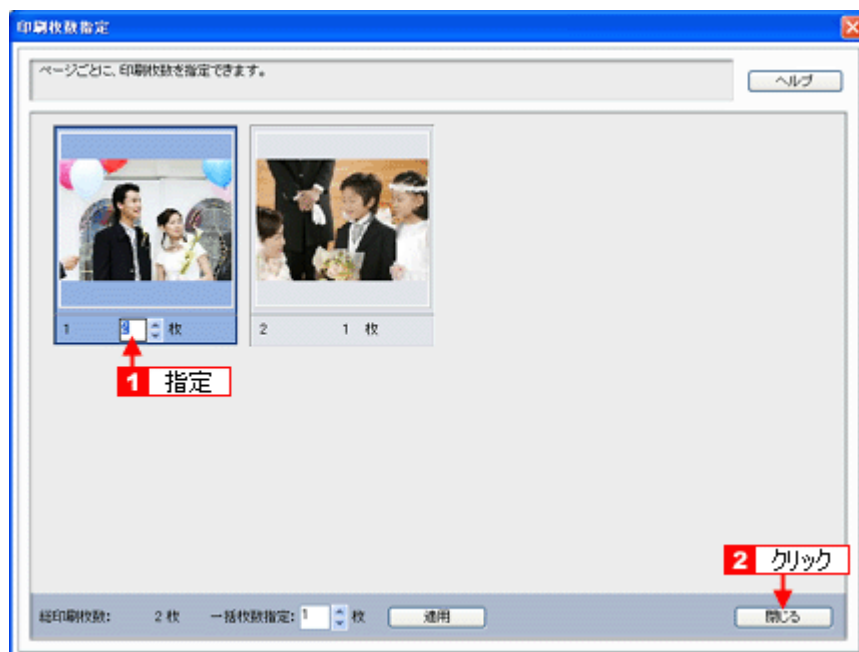 印刷枚数指定
ページごとに、印刷枚数を指定できます。
ヘルプ
1 枚
2 1 枚
1 指定
2 クリック
総印刷枚数: 2 枚 一括枚数指定: 1 枚 適用 閉じる